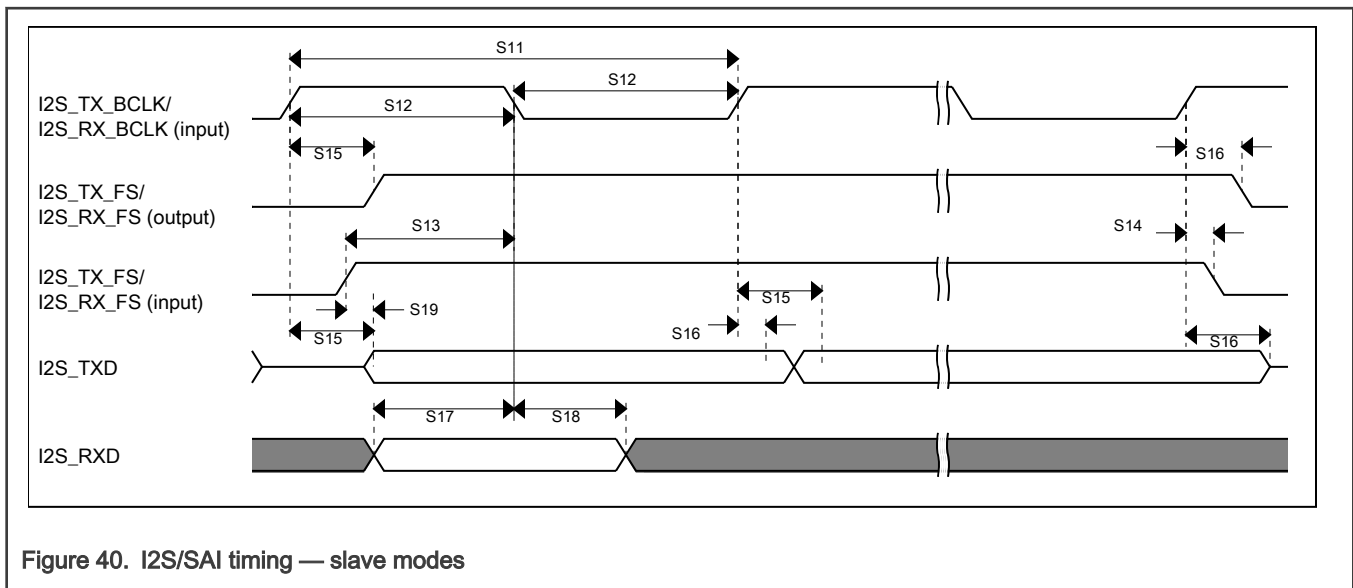 S11
S12
I2S_TX_BCLK/
I2S_RX_BCLK (input)
S12
S15
S16
I2S_TX_FS/
I2S_RX_FS (output)
S13
S14
I2S_TX_FS/
I2S_RX_FS (input)
S15
S19
S16
S15
S16
I2S_TXD
S17
S18
I2S_RXD
Figure 40. I2S/SAI timing — slave modes